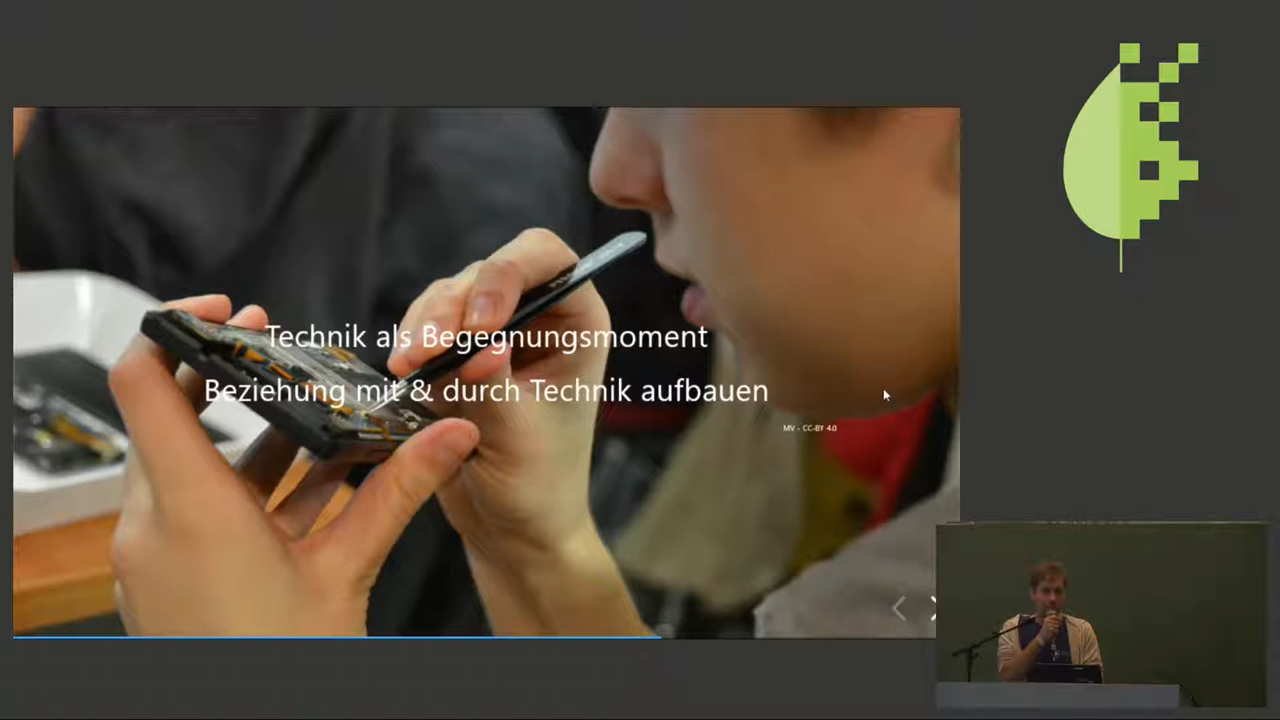 Technik als Begegnungsmoment
Beziehung mit & durch Technik aufbauen
MV - CC-BY 4.0